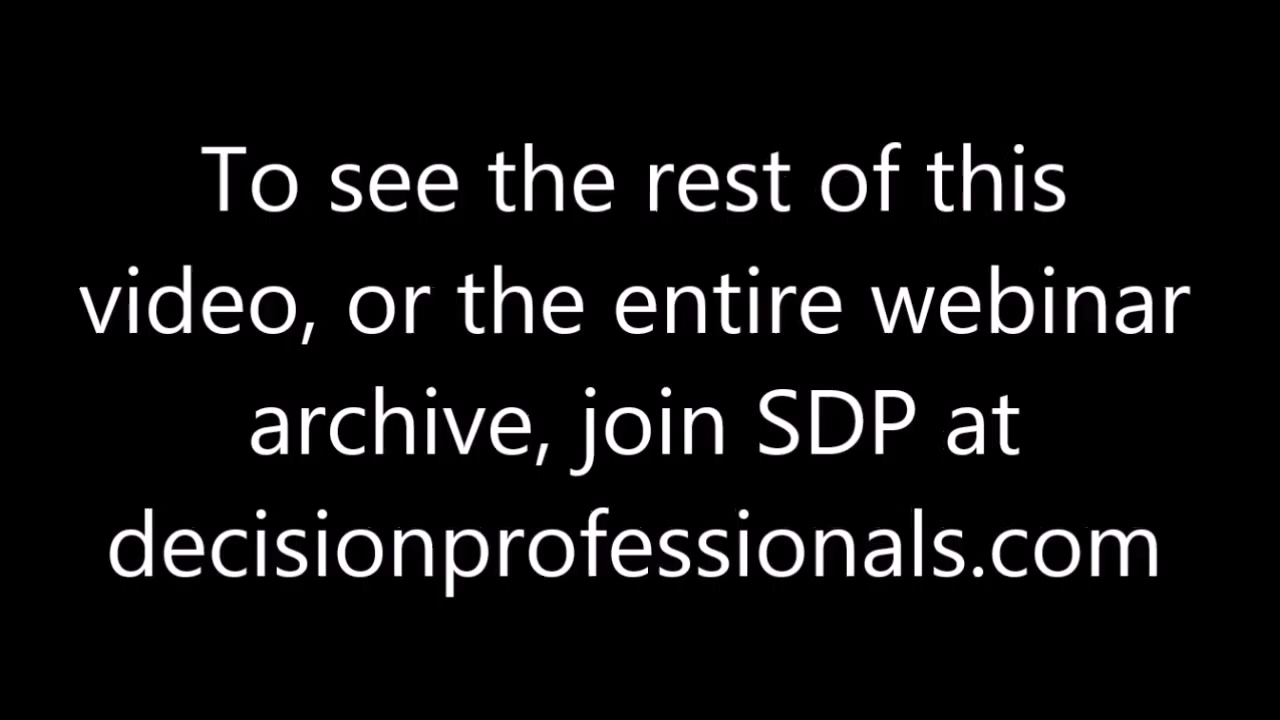 To see the rest of this
video, or the entire webinar
archive, join SDP at
decisionprofessionals.com